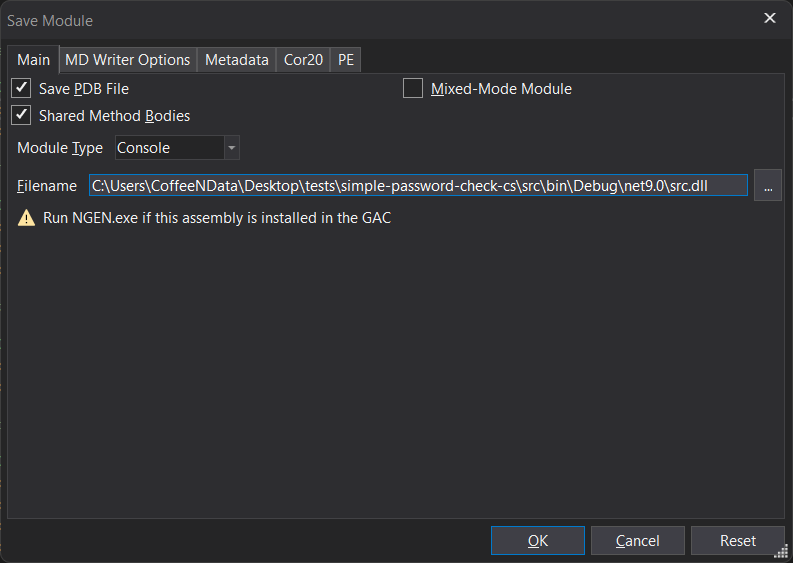 Save Module
Main MD Writer Options Metadata Cor20 PE
Save PDB File Mixed-Mode Module
Shared Method Bodies
Module Type Console
Filename C:\Users\CoffeeNData\Desktop\tests\simple-password-check-cs\src\bin\Debug\net9.0\src.dll ...
Run NGEN.exe if this assembly is installed in the GAC
OK Cancel Reset